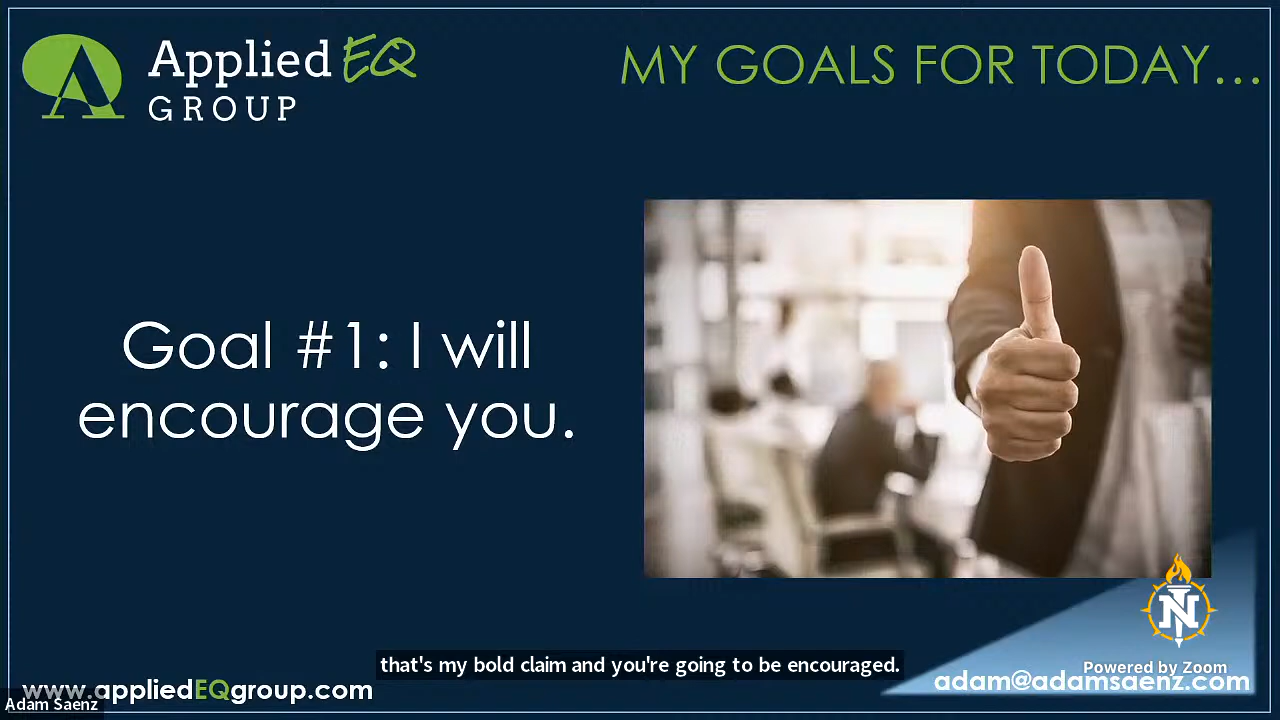 Applied EQ
GROUP
MY GOALS FOR TODAY...
Goal #1: I will
encourage you.
that's my bold claim and you're going to be encouraged.
Powered by Zoom
www.appliedEQgroup.com
adam@adamsaenz.com
Adam Saenz
N